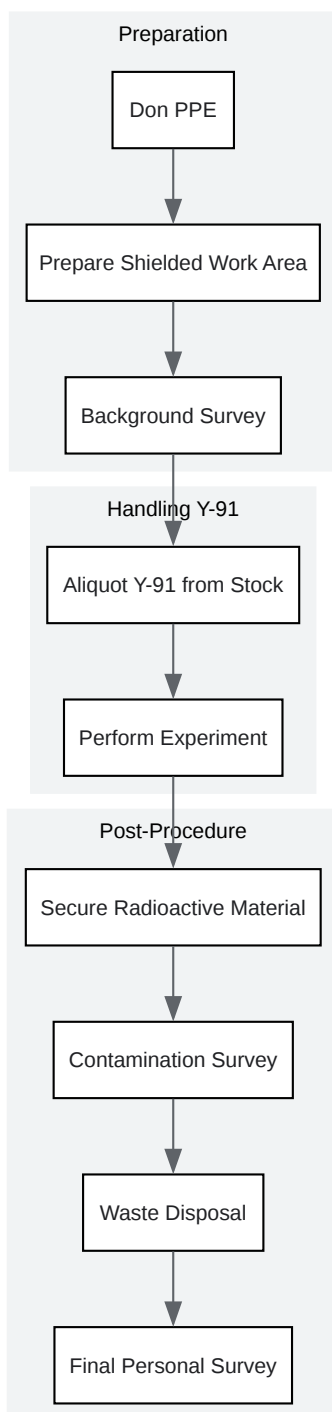 Preparation
Don PPE
Prepare Shielded Work Area
Background Survey
Handling Y-91
Aliquot Y-91 from Stock
Perform Experiment
Post-Procedure
Secure Radioactive Material
Contamination Survey
Waste Disposal
Final Personal Survey